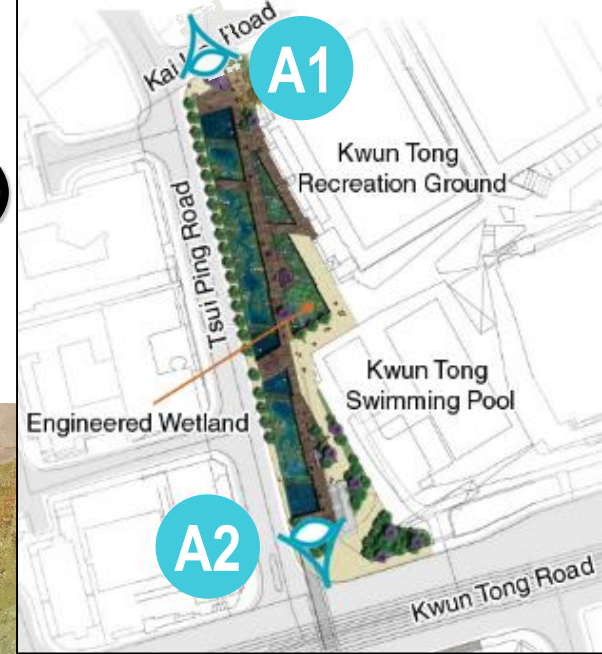 A1
Kwun Tong
Recreation Ground
Tsui Ping Road
Kwun Tong
Swimming Pool
Engineered Wetland
A2
Kwun Tong Road
Road